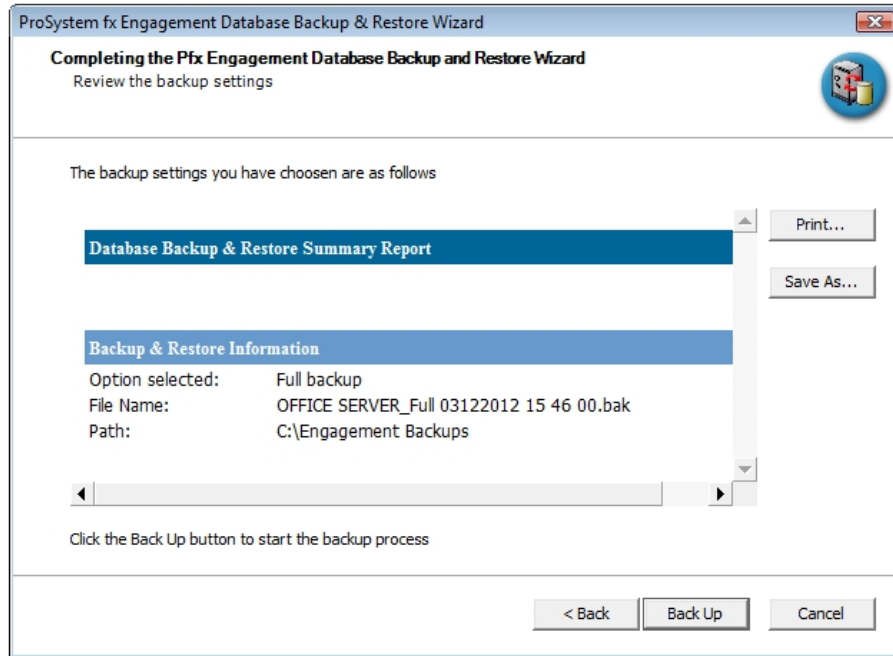 ProSystem fx Engagement Database Backup & Restore Wizard
Completing the Pfx Engagement Database Backup and Restore Wizard
Review the backup settings
The backup settings you have choosen are as follows
Print...
Database Backup & Restore Summary Report
Save As...
Backup & Restore Information
Option selected: Full backup
File Name: OFFICE SERVER_Full 03122012 15 46 00.bak
Path: C:\Engagement Backups
Click the Back Up button to start the backup process
< Back Back Up Cancel